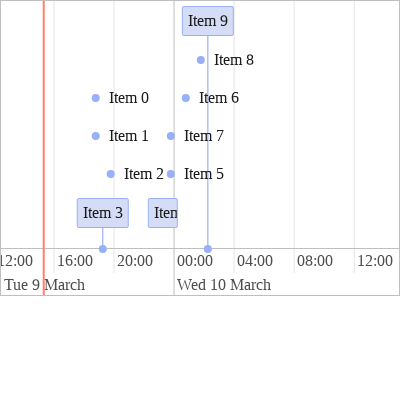 Item 9
Item 8
Item 0
Item 6
Item 1
Item 7
Item 2
Item 5
Item 3
12:00 16:00 20:00 00:00 04:00 08:00 12:00
Tue 9 March Wed 10 March